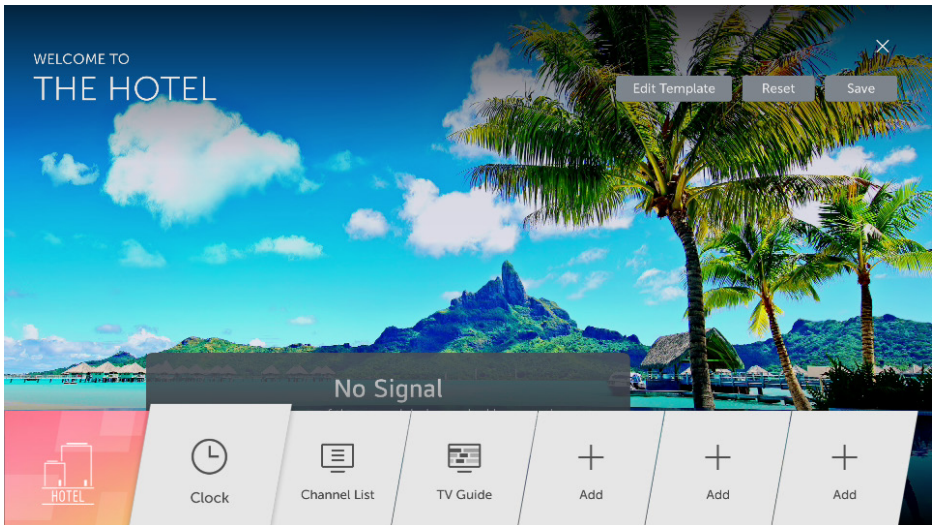 WELCOME TO
THE HOTEL
Edit Template
Reset
Save
No Signal
HOTEL
Clock
Channel List
TV Guide
Add
Add
Add